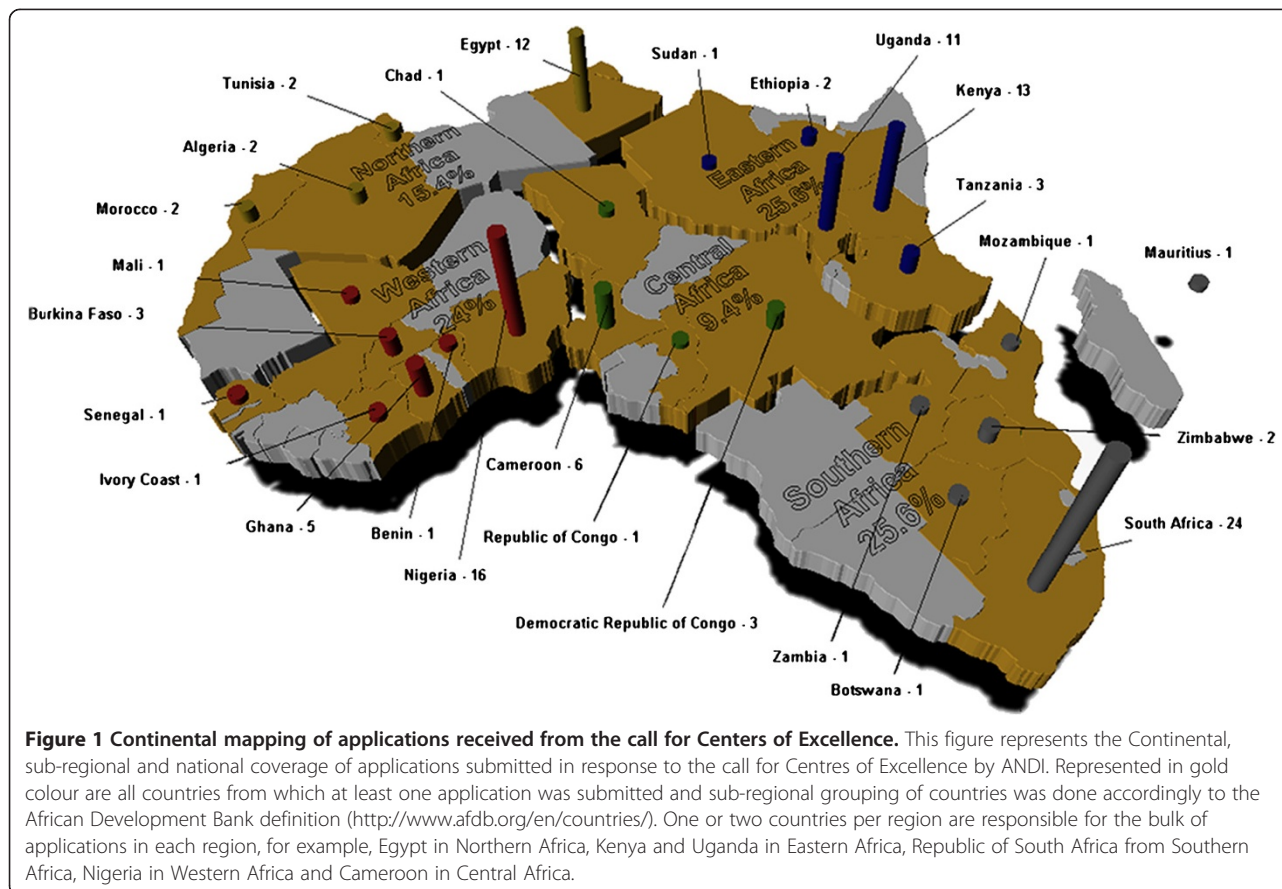 Egypt - 12
Uganda - 11
Sudan - 1
Chad - 1
Ethiopia - 2
Tunisia - 2
Kenya - 13
Algeria - 2
Northern
Africa
15.4%
Eastern
Africa
25.6%
Tanzania - 3
Morocco - 2
Mozambique - 1
Mauritius - 1
Mali - 1
Western
Africa
24%
Central
Africa
9.4%
Burkina Faso - 3
Senegal - 1
Zimbabwe - 2
Ivory Coast - 1
Cameroon - 6
Southern
Africa
25.6%
Ghana - 5
Benin - 1
Republic of Congo - 1
South Africa - 24
Nigeria - 16
Democratic Republic of Congo - 3
Zambia - 1
Botswana - 1
Figure 1 Continental mapping of applications received from the call for Centers of Excellence. This figure represents the Continental,
sub-regional and national coverage of applications submitted in response to the call for Centres of Excellence by ANDI. Represented in gold
colour are all countries from which at least one application was submitted and sub-regional grouping of countries was done accordingly to the
African Development Bank definition (http://www.afdb.org/en/countries/). One or two countries per region are responsible for the bulk of
applications in each region, for example, Egypt in Northern Africa, Kenya and Uganda in Eastern Africa, Republic of South Africa from Southern
Africa, Nigeria in Western Africa and Cameroon in Central Africa.